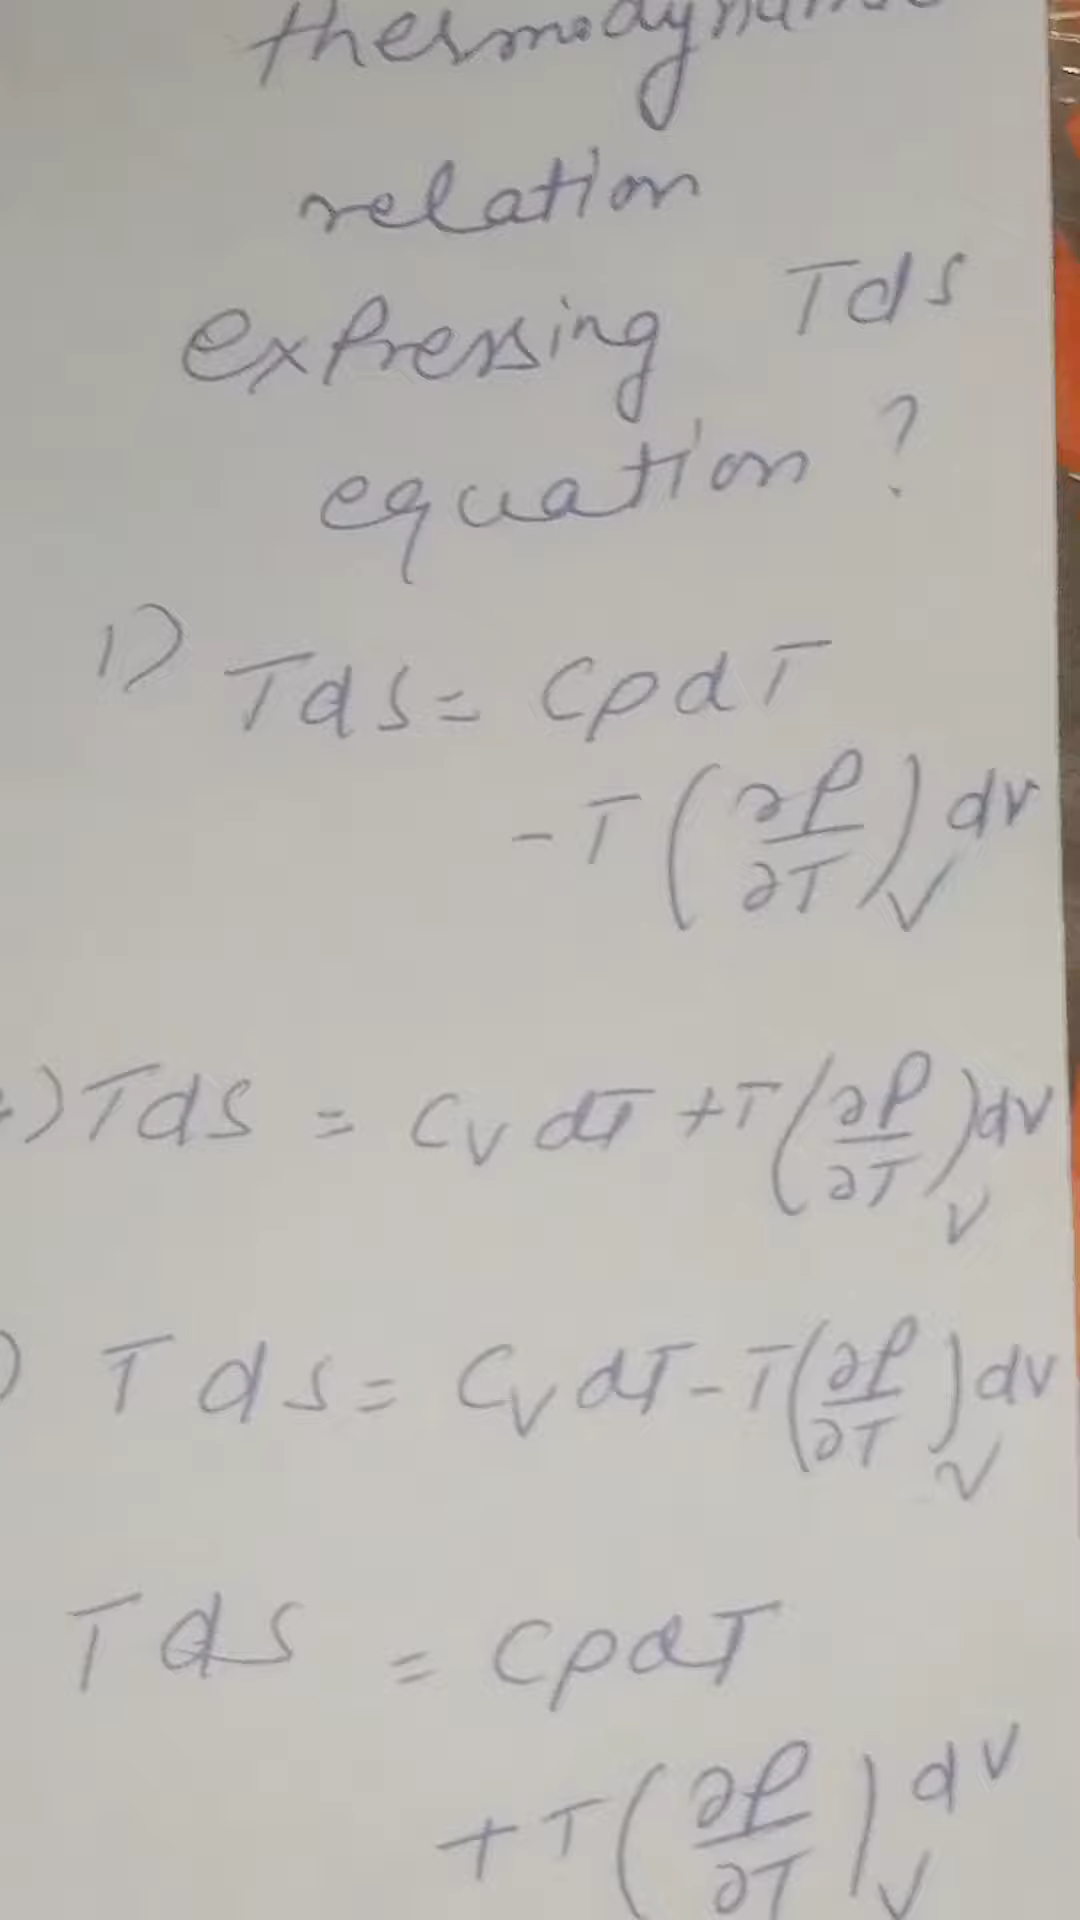 relation
expressing Tds
equation ?
1) Tds = CpdT
- T (∂P/∂T)V dv
) Tds = Cv dT + T (∂P/∂T)V dv
) Tds = Cv dT - T (∂P/∂T)V dv
Tds = CpdT
+ T (∂P/∂T)V dv